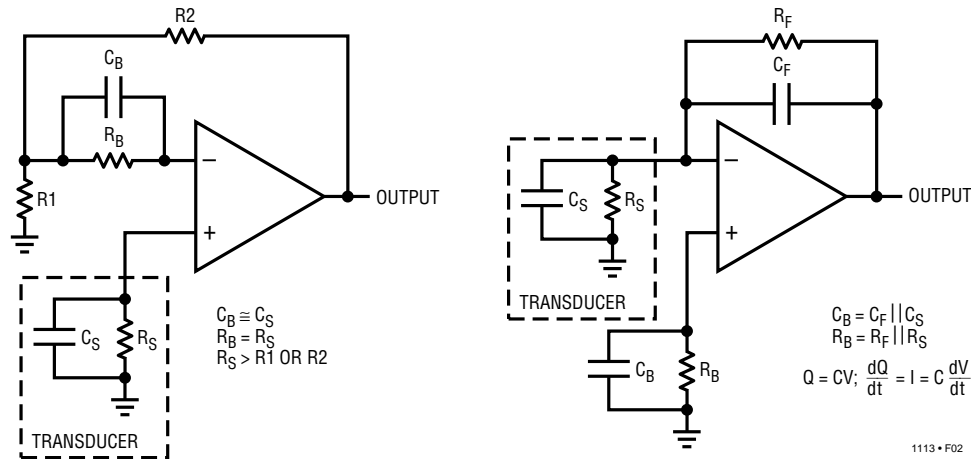 R2
C_B
R_B
R1
−
+
OUTPUT
C_S
R_S
TRANSDUCER
C_B ≅ C_S
R_B = R_S
R_S > R1 OR R2
R_F
C_F
−
+
OUTPUT
C_S
R_S
TRANSDUCER
C_B
R_B
C_B = C_F || C_S
R_B = R_F || R_S
Q = CV; dQ/dt = I = C dV/dt
1113 • F02